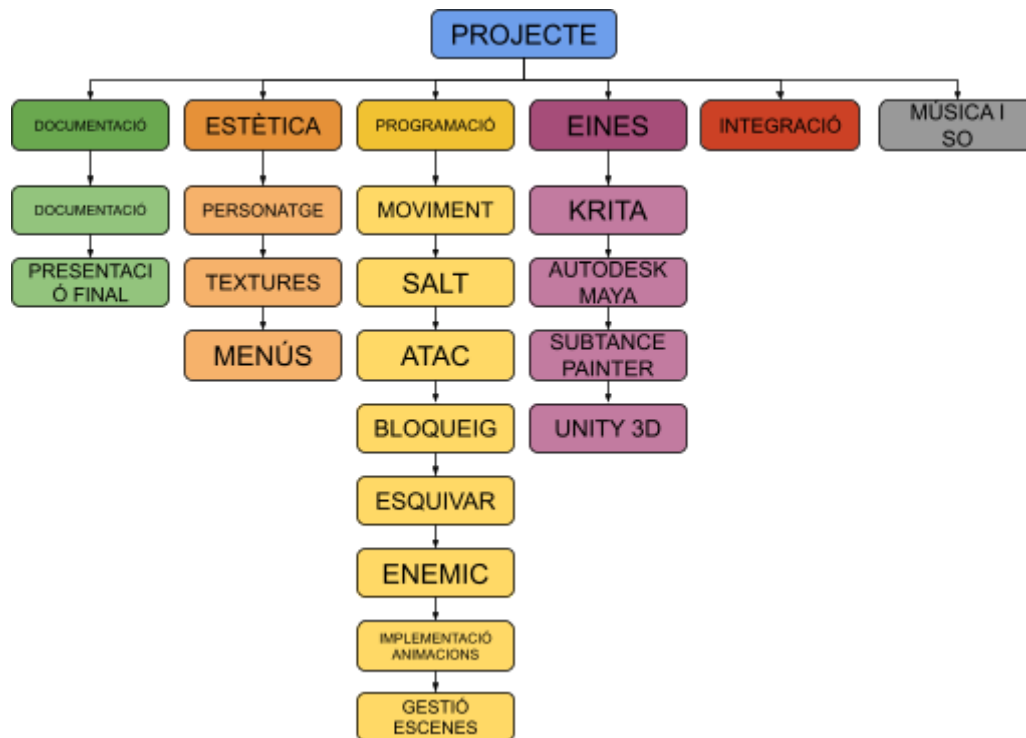 PROJECTE
DOCUMENTACIÓ
ESTÈTICA
PROGRAMACIÓ
EINES
INTEGRACIÓ
MÚSICA I
SO
DOCUMENTACIÓ
PERSONATGE
MOVIMENT
KRITA
PRESENTACI
Ó FINAL
TEXTURES
SALT
AUTODESK
MAYA
MENÚS
ATAC
SUBTANCE
PAINTER
BLOQUEIG
UNITY 3D
ESQUIVAR
ENEMIC
IMPLEMENTACIÓ
ANIMACIONS
GESTIÓ
ESCENES